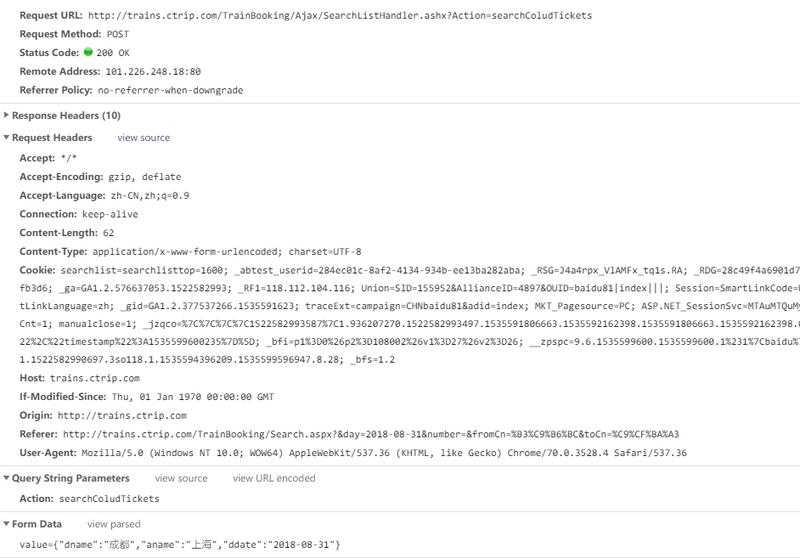 Request URL: http://trains.ctrip.com/TrainBooking/Ajax/SearchListHandler.ashx?Action=searchColudTickets
Request Method: POST
Status Code: 200 OK
Remote Address: 101.226.248.18:80
Referrer Policy: no-referrer-when-downgrade
Response Headers (10)
Request Headers view source
Accept: */*
Accept-Encoding: gzip, deflate
Accept-Language: zh-CN,zh;q=0.9
Connection: keep-alive
Content-Length: 62
Content-Type: application/x-www-form-urlencoded; charset=UTF-8
Cookie: searchlist=searchlisttop=1600; _abtest_userid=284ec01c-8af2-4134-934b-ee13ba282aba; _RSG=J4a4rpx_VlAMFx_tq1s.RA; _RDG=28c49f4a6901d7
fb3d6; _ga=GA1.2.576637053.1522582993; _RF1=118.112.104.116; Union=SID=155952&AllianceID=4897&OUID=baidu81|index|||; Session=SmartLinkCode=U
tLinkLanguage=zh; _gid=GA1.2.377537266.1535591623; traceExt=campaign=CHNbaidu81&adid=index; MKT_Pagesource=PC; ASP.NET_SessionSvc=MTAuMTQuMy
Cnt=1; manualclose=1; _jzqco=%7C%7C%7C%7C1522582993587%7C1.936207270.1522582993497.1535591806663.1535592162398.1535591806663.1535592162398.0
22%2C%22timestamp%22%3A1535599600235%7D%5D; _bfi=p1%3D0%26p2%3D108002%26v1%3D27%26v2%3D26; __zpspc=9.6.1535599600.1535599600.1%231%7Cbaidu%7
1.1522582990697.3so118.1.1535594396209.1535599596947.8.28; _bfs=1.2
Host: trains.ctrip.com
If-Modified-Since: Thu, 01 Jan 1970 00:00:00 GMT
Origin: http://trains.ctrip.com
Referer: http://trains.ctrip.com/TrainBooking/Search.aspx?&day=2018-08-31&number=&fromCn=%B3%C9%B6%BC&toCn=%C9%CF%BA%A3
User-Agent: Mozilla/5.0 (Windows NT 10.0; WOW64) AppleWebKit/537.36 (KHTML, like Gecko) Chrome/70.0.3528.4 Safari/537.36
Query String Parameters view source view URL encoded
Action: searchColudTickets
Form Data view parsed
value={"dname":"成都","aname":"上海","ddate":"2018-08-31"}